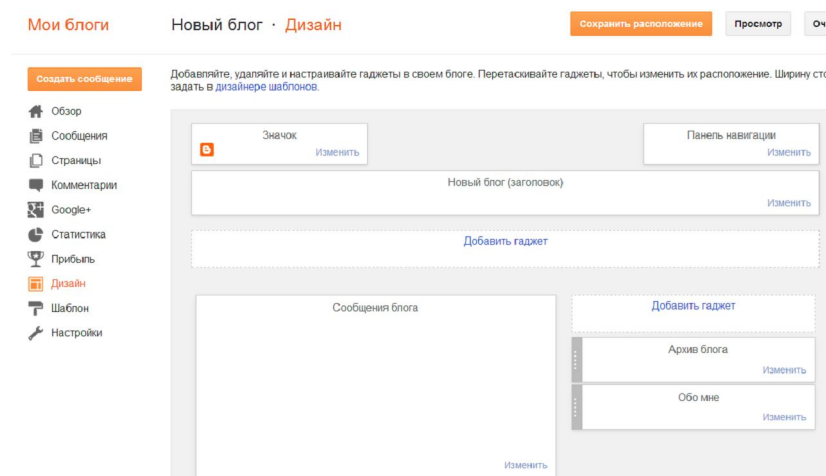 Мои блоги
Новый блог · Дизайн
Сохранить расположение
Просмотр
Оч
Создать сообщение
Добавляйте, удаляйте и настраивайте гаджеты в своем блоге. Перетаскивайте гаджеты, чтобы изменить их расположение. Ширину сто
задать в дизайнере шаблонов.
Обзор
Сообщения
Страницы
Комментарии
Google+
Статистика
Прибыль
Дизайн
Шаблон
Настройки
Значок
Изменить
Панель навигации
Изменить
Новый блог (заголовок)
Изменить
Добавить гаджет
Сообщения блога
Изменить
Добавить гаджет
Архив блога
Изменить
Обо мне
Изменить